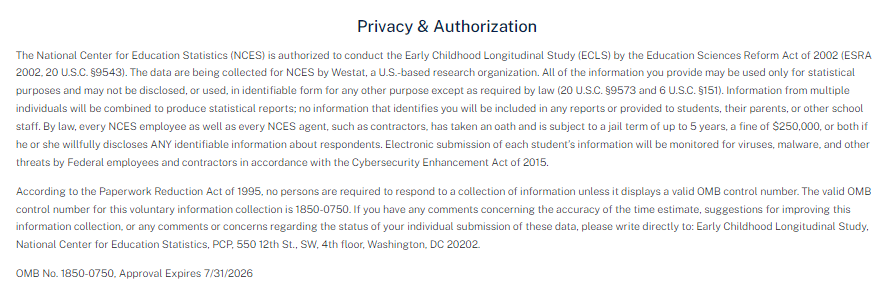 Privacy & Authorization
The National Center for Education Statistics (NCES) is authorized to conduct the Early Childhood Longitudinal Study (ECLS) by the Education Sciences Reform Act of 2002 (ESRA
2002, 20 U.S.C. §9543). The data are being collected for NCES by Westat, a U.S.-based research organization. All of the information you provide may be used only for statistical
purposes and may not be disclosed, or used, in identifiable form for any other purpose except as required by law (20 U.S.C. §9573 and 6 U.S.C. §151). Information from multiple
individuals will be combined to produce statistical reports; no information that identifies you will be included in any reports or provided to students, their parents, or other school
staff. By law, every NCES employee as well as every NCES agent, such as contractors, has taken an oath and is subject to a jail term of up to 5 years, a fine of $250,000, or both if
he or she willfully discloses ANY identifiable information about respondents. Electronic submission of each student's information will be monitored for viruses, malware, and other
threats by Federal employees and contractors in accordance with the Cybersecurity Enhancement Act of 2015.
According to the Paperwork Reduction Act of 1995, no persons are required to respond to a collection of information unless it displays a valid OMB control number. The valid OMB
control number for this voluntary information collection is 1850-0750. If you have any comments concerning the accuracy of the time estimate, suggestions for improving this
information collection, or any comments or concerns regarding the status of your individual submission of these data, please write directly to: Early Childhood Longitudinal Study,
National Center for Education Statistics, PCP, 550 12th St., SW, 4th floor, Washington, DC 20202.
OMB No. 1850-0750, Approval Expires 7/31/2026